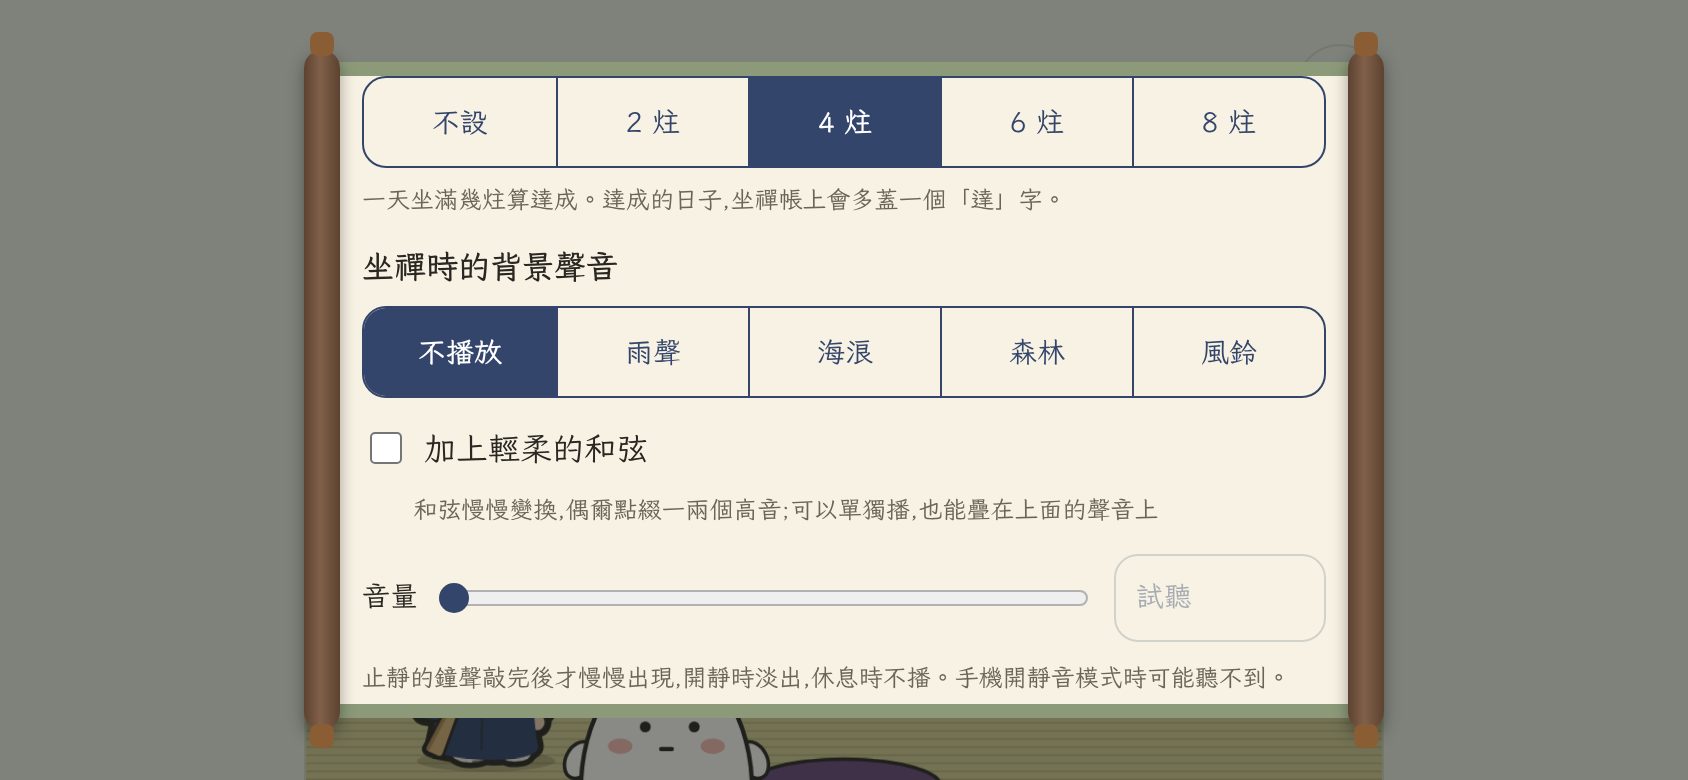 不設 2 炷 4 炷 6 炷 8 炷
一天坐滿幾炷算達成。達成的日子,坐禪帳上會多蓋一個「達」字。
坐禪時的背景聲音
不播放 雨聲 海浪 森林 風鈴
加上輕柔的和弦
和弦慢慢變換,偶爾點綴一兩個高音;可以單獨播,也能疊在上面的聲音上
音量 試聽
止靜的鐘聲敲完後才慢慢出現,開靜時淡出,休息時不播。手機開靜音模式時可能聽不到。